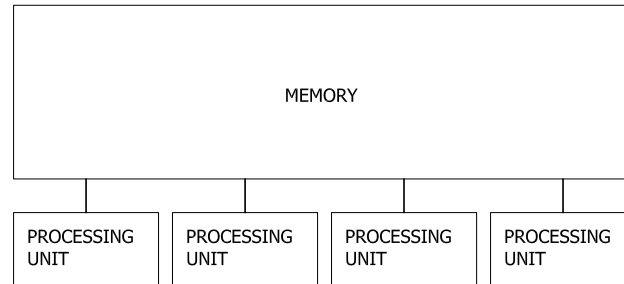 MEMORY
PROCESSING
UNIT
PROCESSING
UNIT
PROCESSING
UNIT
PROCESSING
UNIT